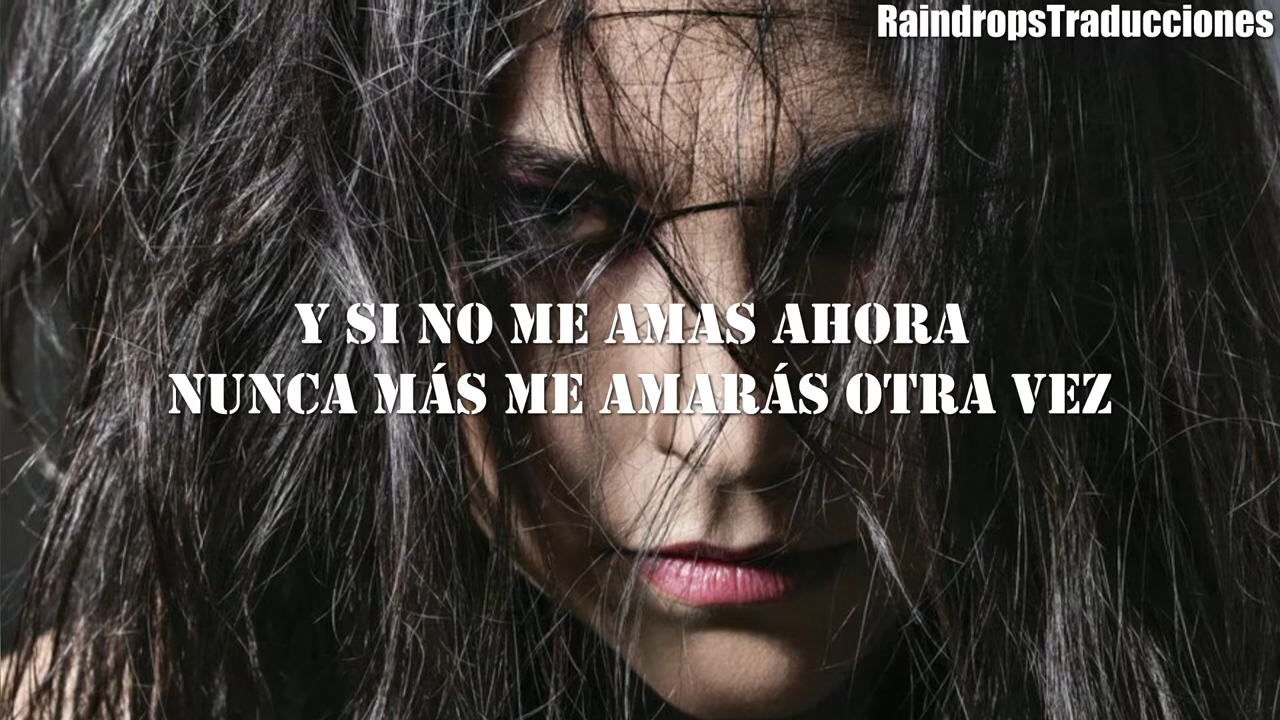 RaindropsTraducciones
Y SI NO ME AMAS AHORA
NUNCA MÁS ME AMARÁS OTRA VEZ